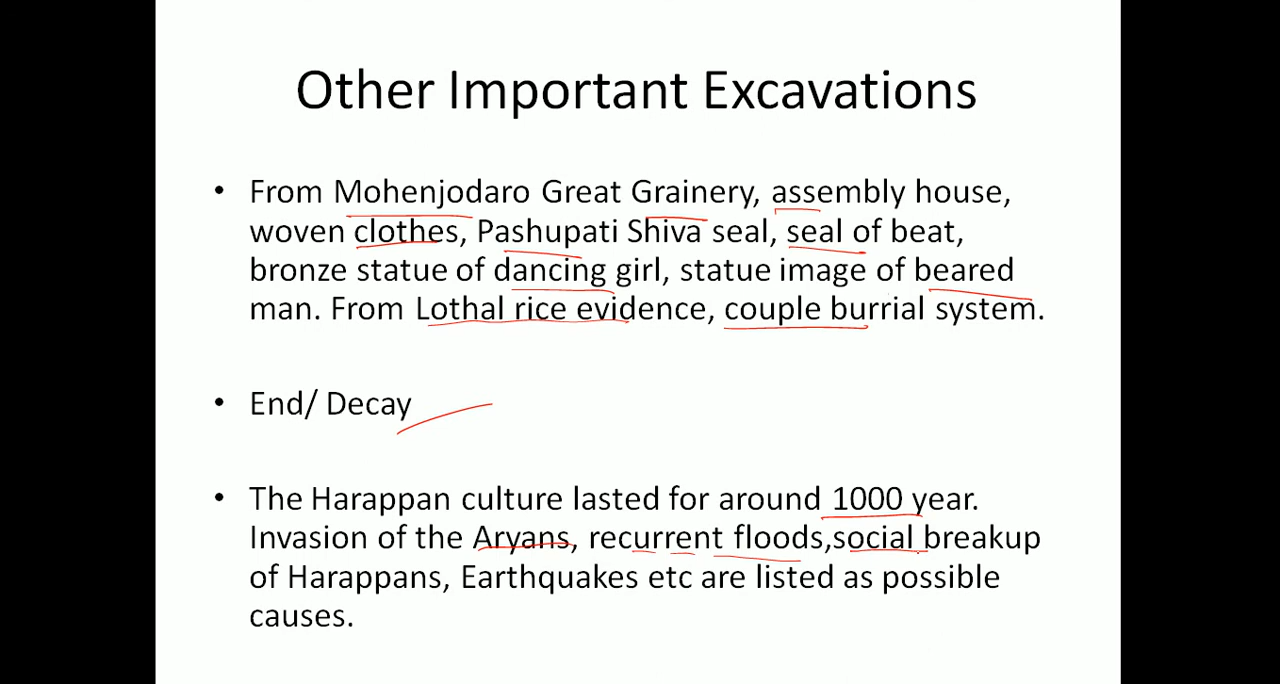 Other Important Excavations
• From Mohenjodaro Great Grainery, assembly house,
woven clothes, Pashupati Shiva seal, seal of beat,
bronze statue of dancing girl, statue image of beared
man. From Lothal rice evidence, couple burrial system.
• End/ Decay
• The Harappan culture lasted for around 1000 year.
Invasion of the Aryans, recurrent floods,social breakup
of Harappans, Earthquakes etc are listed as possible
causes.